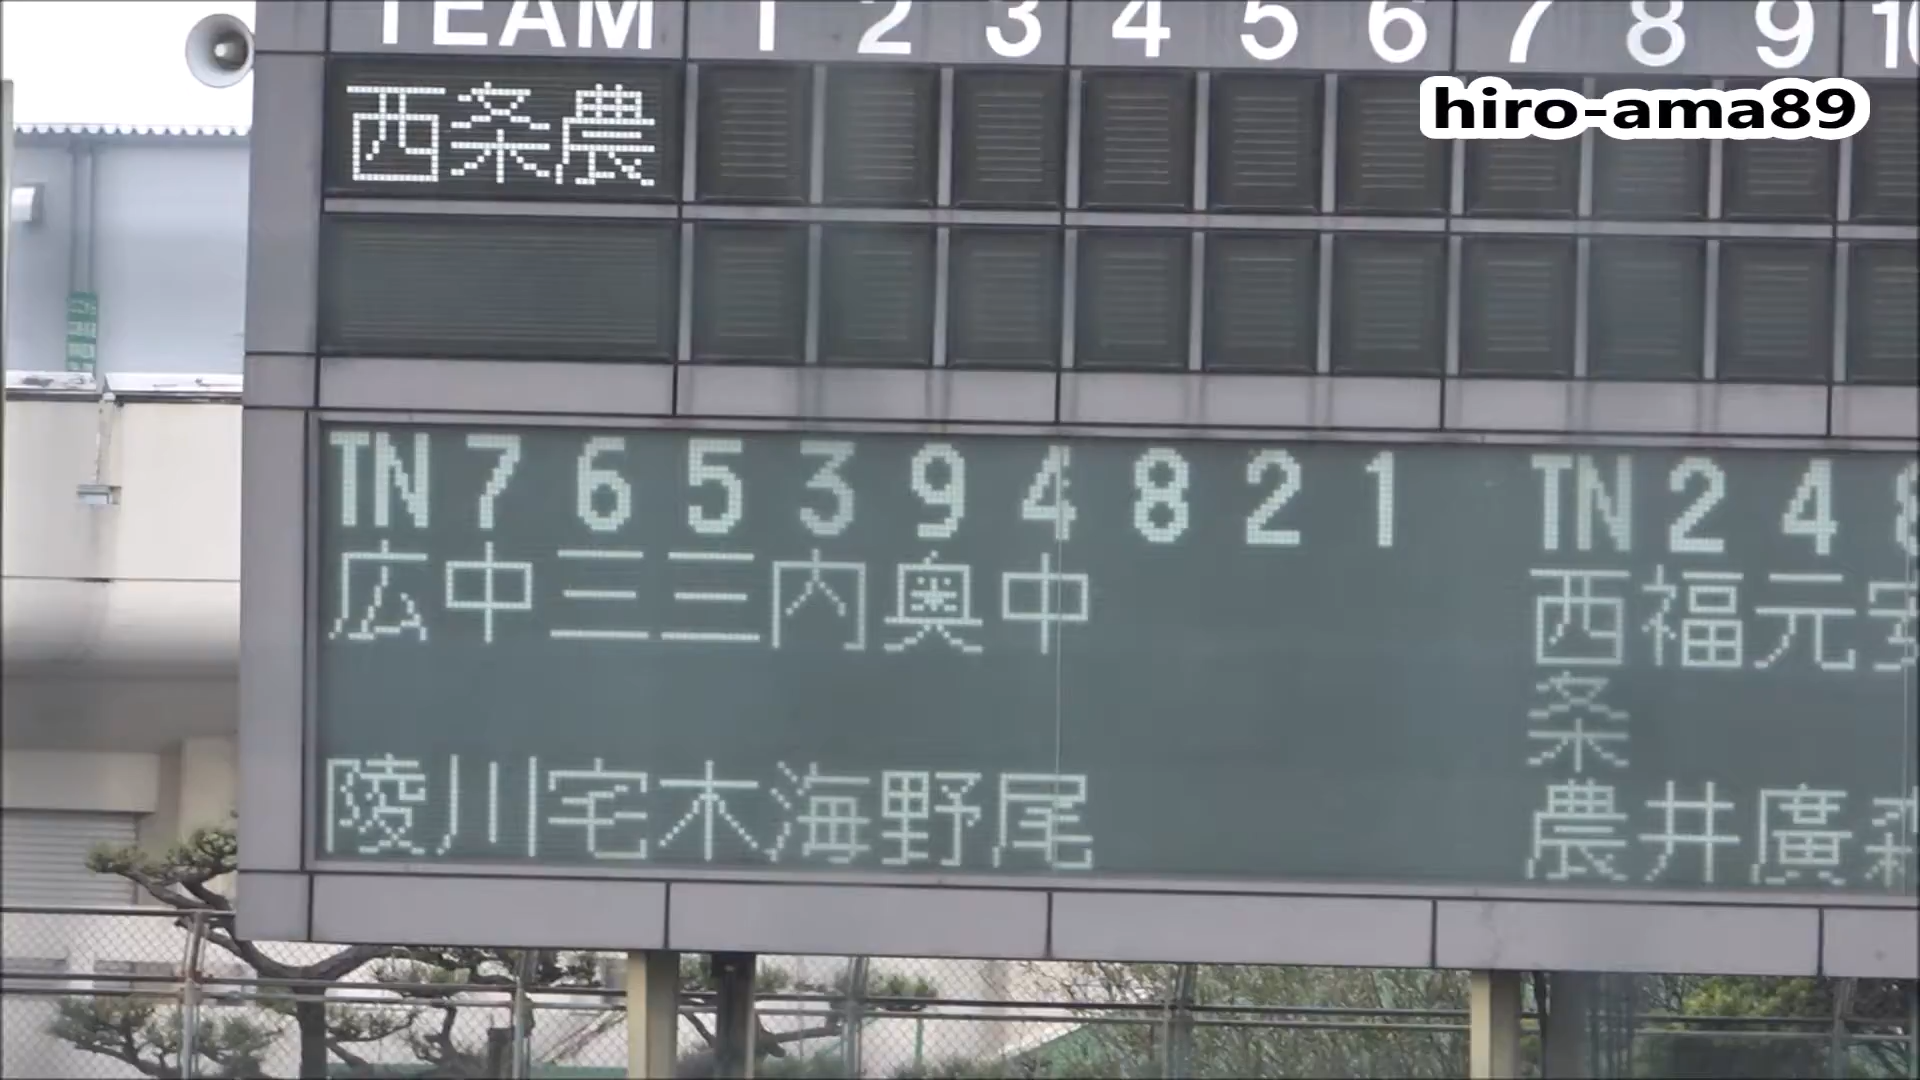 TEAM 1 2 3 4 5 6 7 8 9 10
hiro-ama89
西条農
TN 7 6 5 3 9 4 8 2 1 TN 2 4
広中三三内奥中 西福元
条
陵川宅木海野尾 農井廣